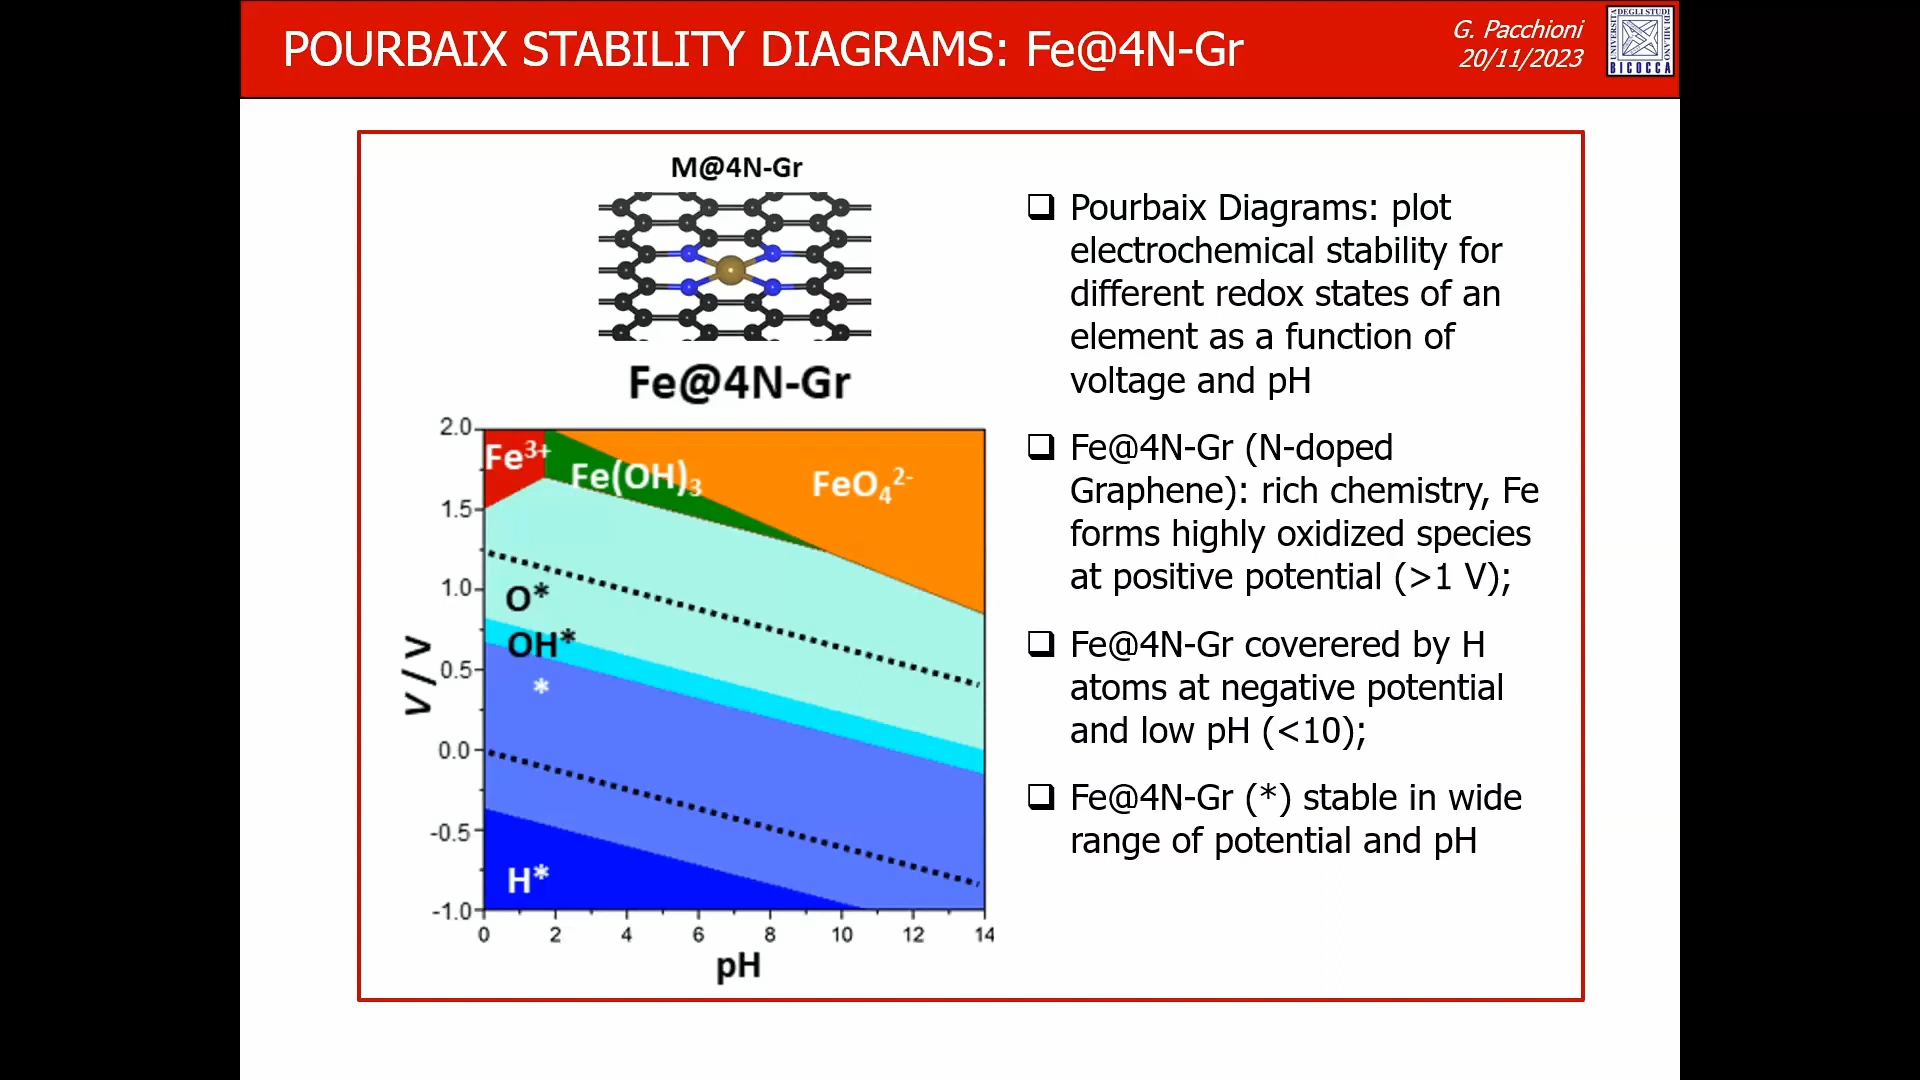 POURBAIX STABILITY DIAGRAMS: Fe@4N-Gr
G. Pacchioni
20/11/2023
UNIVERSITÀ DEGLI STUDI DI MILANO
BICOCCA
M@4N-Gr
Fe@4N-Gr
2.0
1.5
1.0
0.5
0.0
-0.5
-1.0
V / V
Fe³⁺
Fe(OH)₃
FeO₄²⁻
O*
OH*
*
H*
0 2 4 6 8 10 12 14
pH
❑ Pourbaix Diagrams: plot
electrochemical stability for
different redox states of an
element as a function of
voltage and pH
❑ Fe@4N-Gr (N-doped
Graphene): rich chemistry, Fe
forms highly oxidized species
at positive potential (>1 V);
❑ Fe@4N-Gr coverered by H
atoms at negative potential
and low pH (<10);
❑ Fe@4N-Gr (*) stable in wide
range of potential and pH